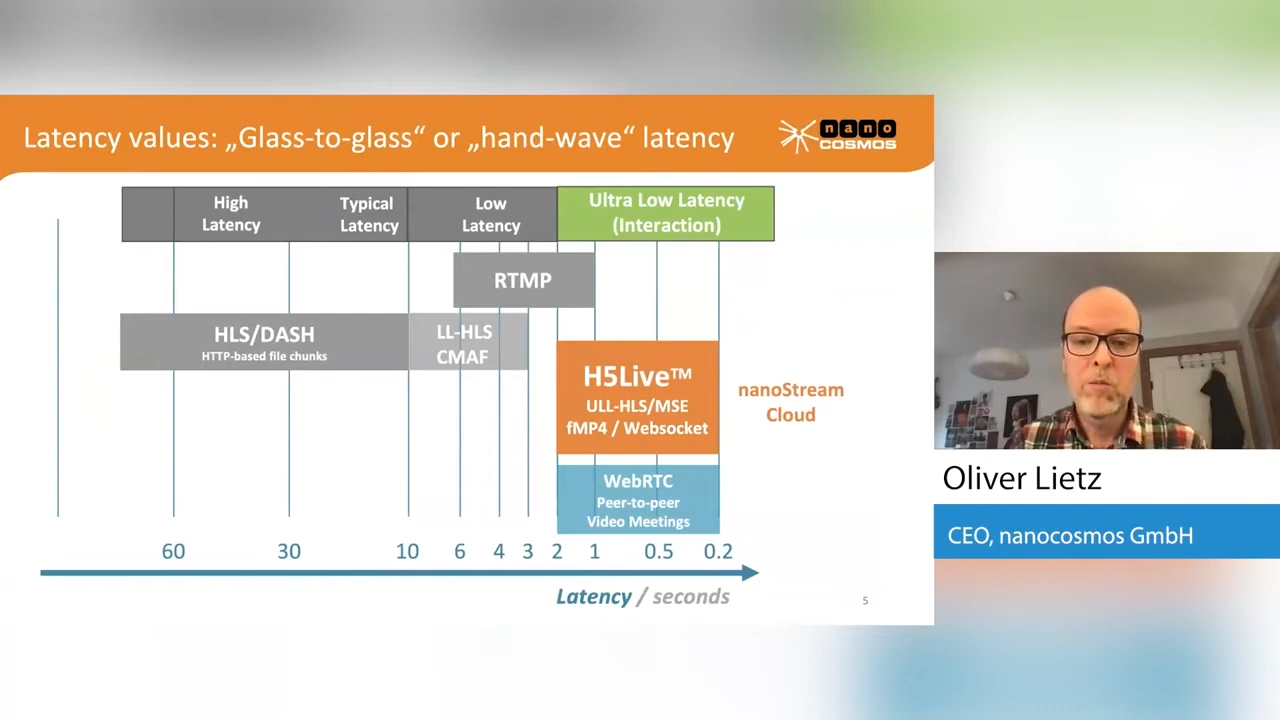 Latency values: „Glass-to-glass“ or „hand-wave“ latency
nano
COSMOS
High
Latency
Typical
Latency
Low
Latency
Ultra Low Latency
(Interaction)
RTMP
HLS/DASH
HTTP-based file chunks
LL-HLS
CMAF
H5Live™
ULL-HLS/MSE
fMP4 / Websocket
nanoStream
Cloud
WebRTC
Peer-to-peer
Video Meetings
60 30 10 6 4 3 2 1 0.5 0.2
Latency / seconds
5
Oliver Lietz
CEO, nanocosmos GmbH